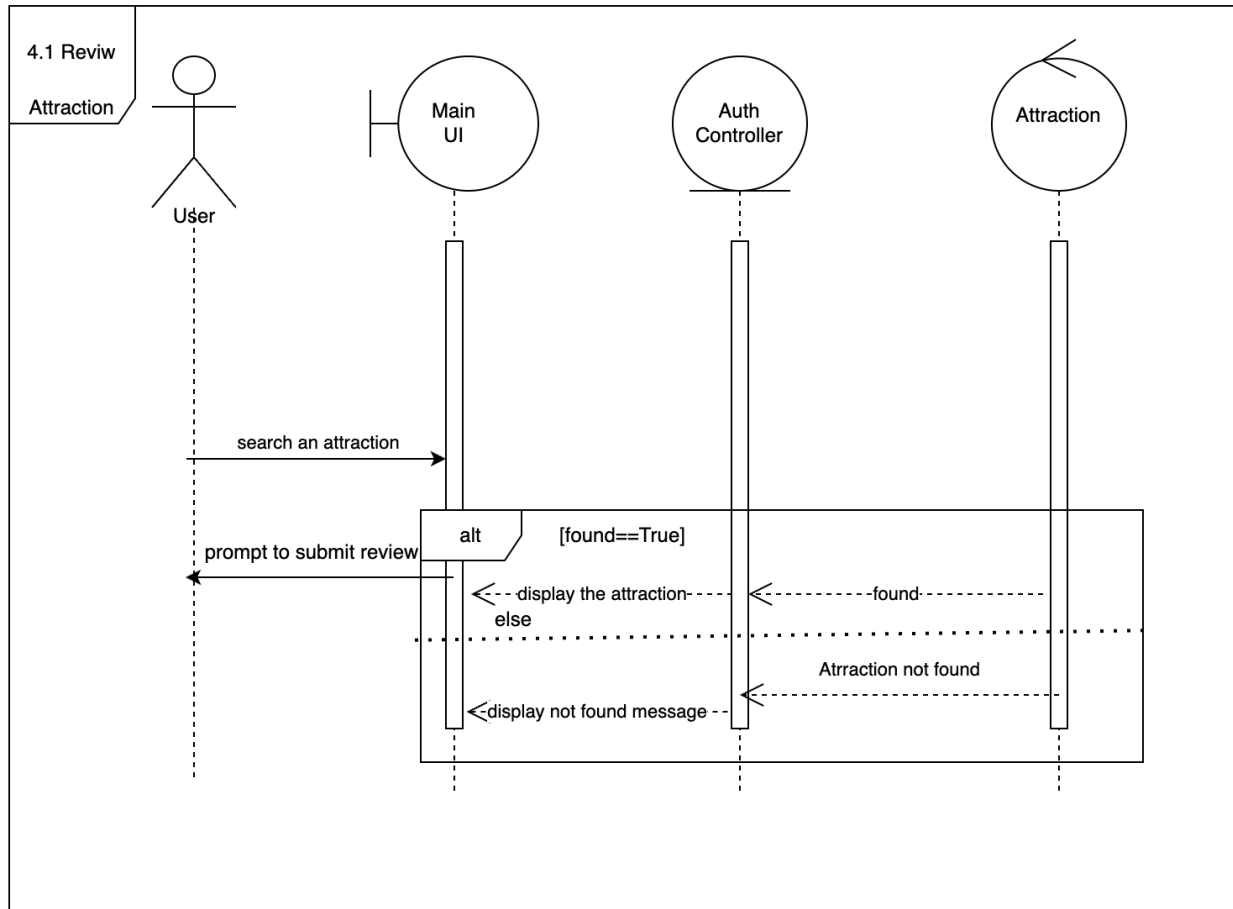 4.1 Reviw
Attraction
User
Main
UI
Auth
Controller
Attraction
search an attraction
alt
[found==True]
prompt to submit review
display the attraction
found
else
Atrraction not found
display not found message